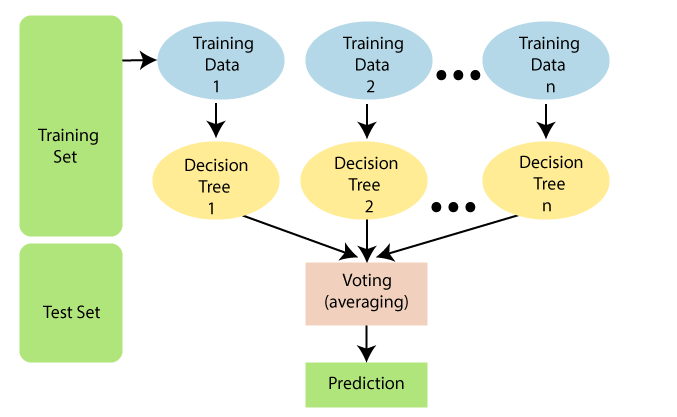 Training
Set
Training
Data
1
Training
Data
2
Training
Data
n
Decision
Tree
1
Decision
Tree
2
Decision
Tree
n
Test Set
Voting
(averaging)
Prediction